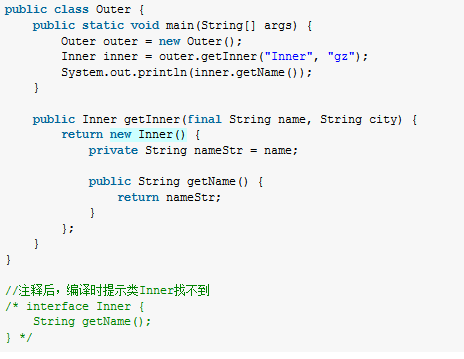 public class Outer {
    public static void main(String[] args) {
        Outer outer = new Outer();
        Inner inner = outer.getInner("Inner", "gz");
        System.out.println(inner.getName());
    }

    public Inner getInner(final String name, String city) {
        return new Inner() {
            private String nameStr = name;

            public String getName() {
                return nameStr;
            }
        };
    }
}

//注释后，编译时提示类Inner找不到
/* interface Inner {
    String getName();
} */